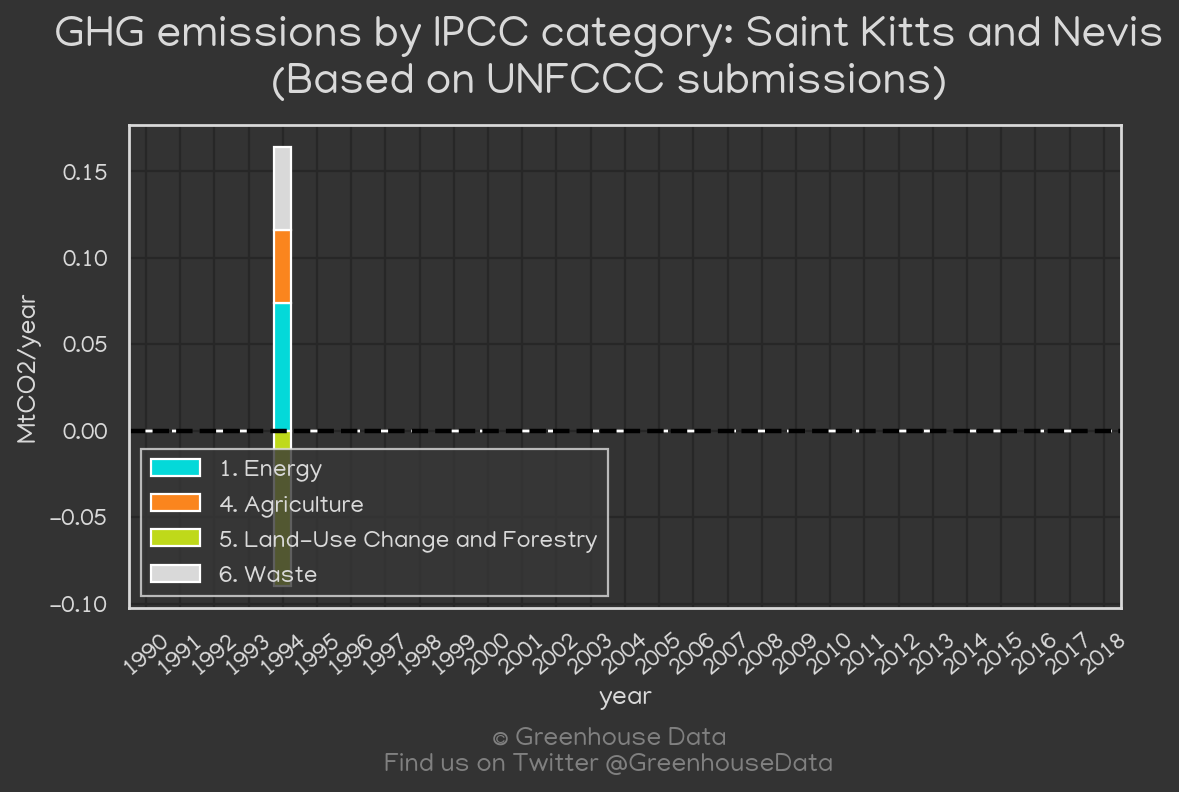 GHG emissions by IPCC category: Saint Kitts and Nevis
(Based on UNFCCC submissions)
MtCO2/year
0.15
0.10
0.05
0.00
−0.05
−0.10
1. Energy
4. Agriculture
5. Land-Use Change and Forestry
6. Waste
1990 1991 1992 1993 1994 1995 1996 1997 1998 1999 2000 2001 2002 2003 2004 2005 2006 2007 2008 2009 2010 2011 2012 2013 2014 2015 2016 2017 2018
year
© Greenhouse Data
Find us on Twitter @GreenhouseData